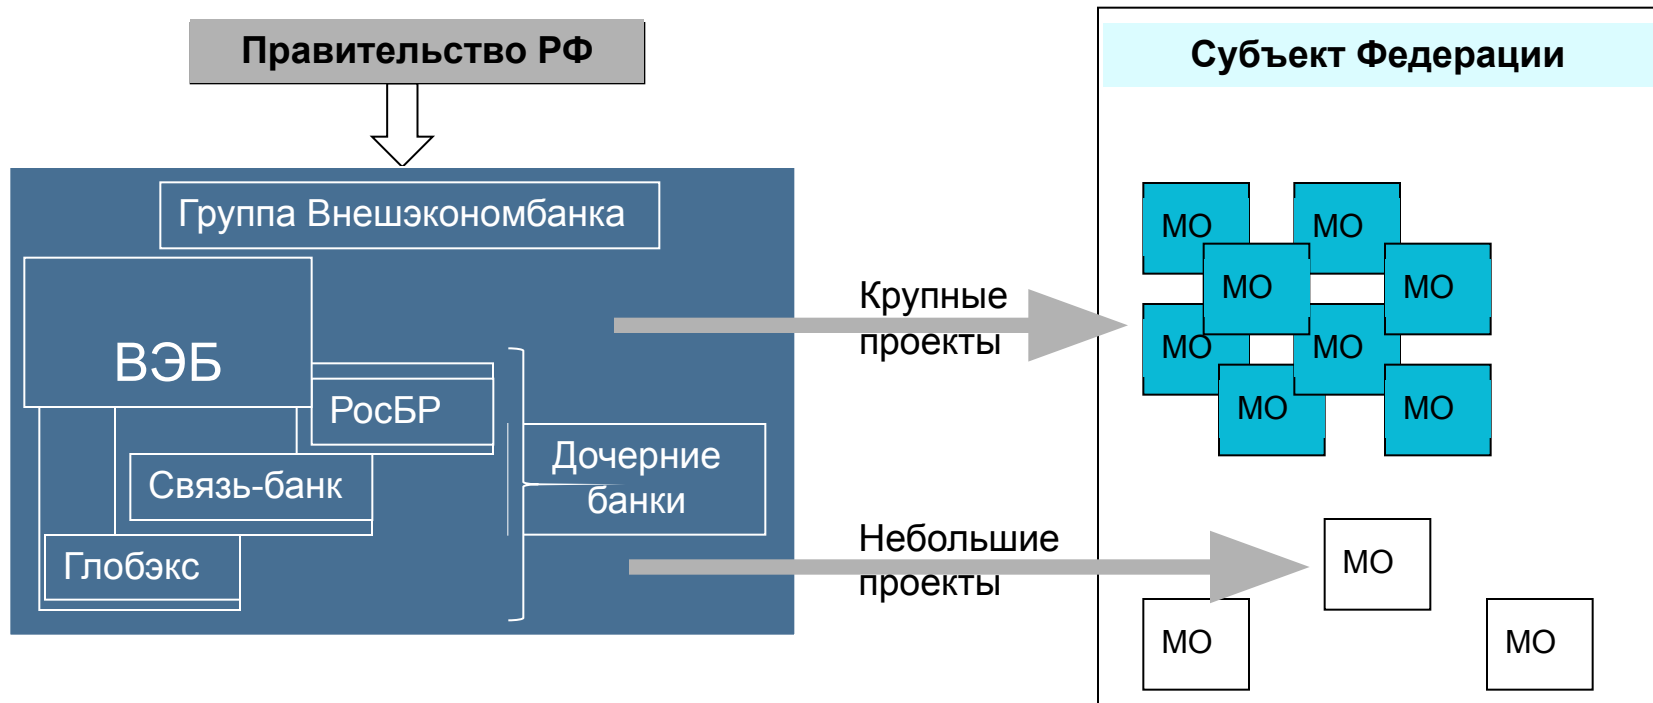 Правительство РФ
Субъект Федерации
Группа Внешэкономбанка
ВЭБ
РосБР
Связь-банк
Глобэкс
Дочерние
банки
Крупные
проекты
Небольшие
проекты
МО
МО
МО
МО
МО
МО
МО
МО
МО
МО
МО